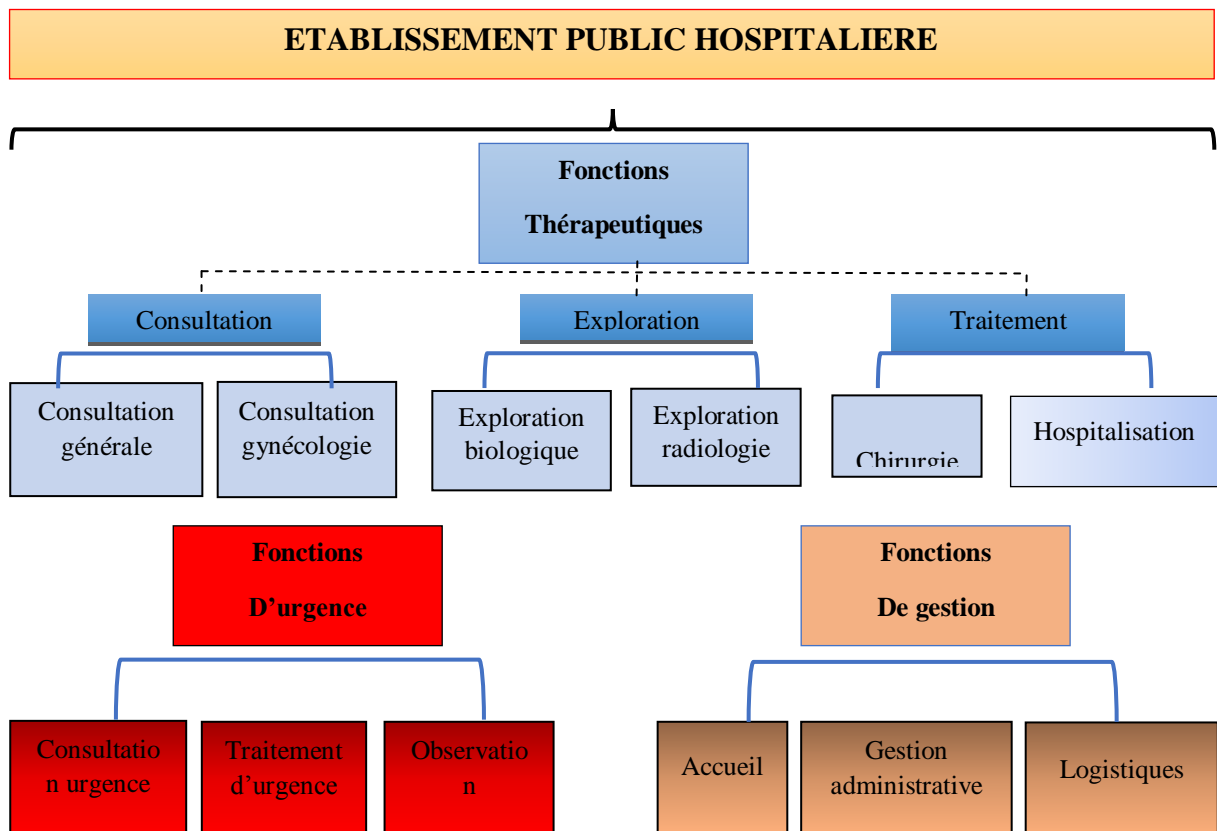 ETABLISSEMENT PUBLIC HOSPITALIERE
Fonctions
Thérapeutiques
Consultation
Exploration
Traitement
Consultation
générale
Consultation
gynécologie
Exploration
biologique
Exploration
radiologie
Chirurgie
Hospitalisation
Fonctions
D’urgence
Fonctions
De gestion
Consultatio
n urgence
Traitement
d’urgence
Observatio
n
Accueil
Gestion
administrative
Logistiques